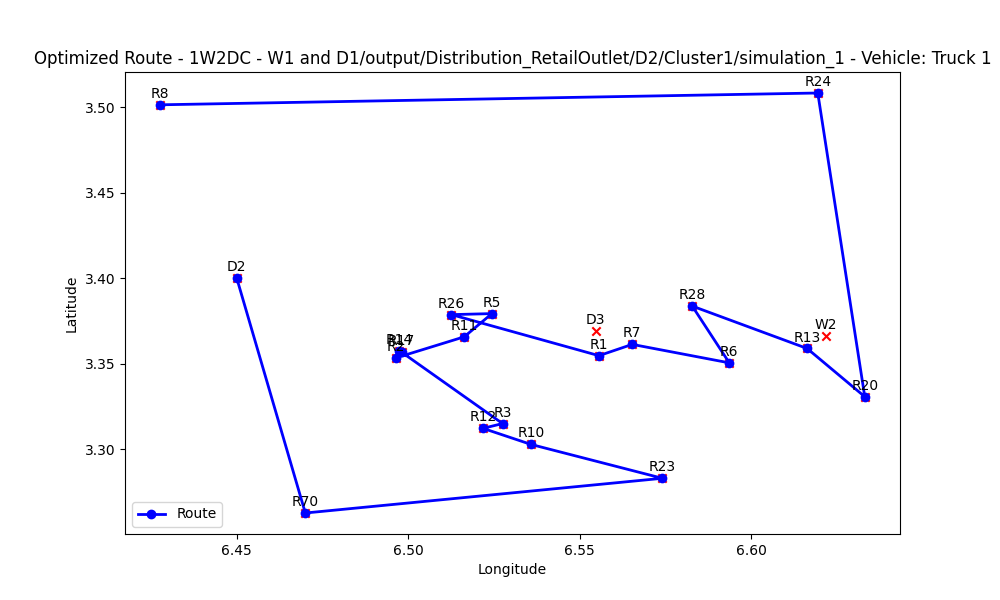 Optimized Route - 1W2DC - W1 and D1/output/Distribution_RetailOutlet/D2/Cluster1/simulation_1 - Vehicle: Truck 1
R8
R24
3.50
3.45
D2
3.40
R28
R26
R5
D3
W2
R11
R7
R13
R1
R14
3.35
R6
R20
R12
R3
R10
3.30
R23
R70
Route
6.45
6.50
6.55
6.60
Longitude
Latitude